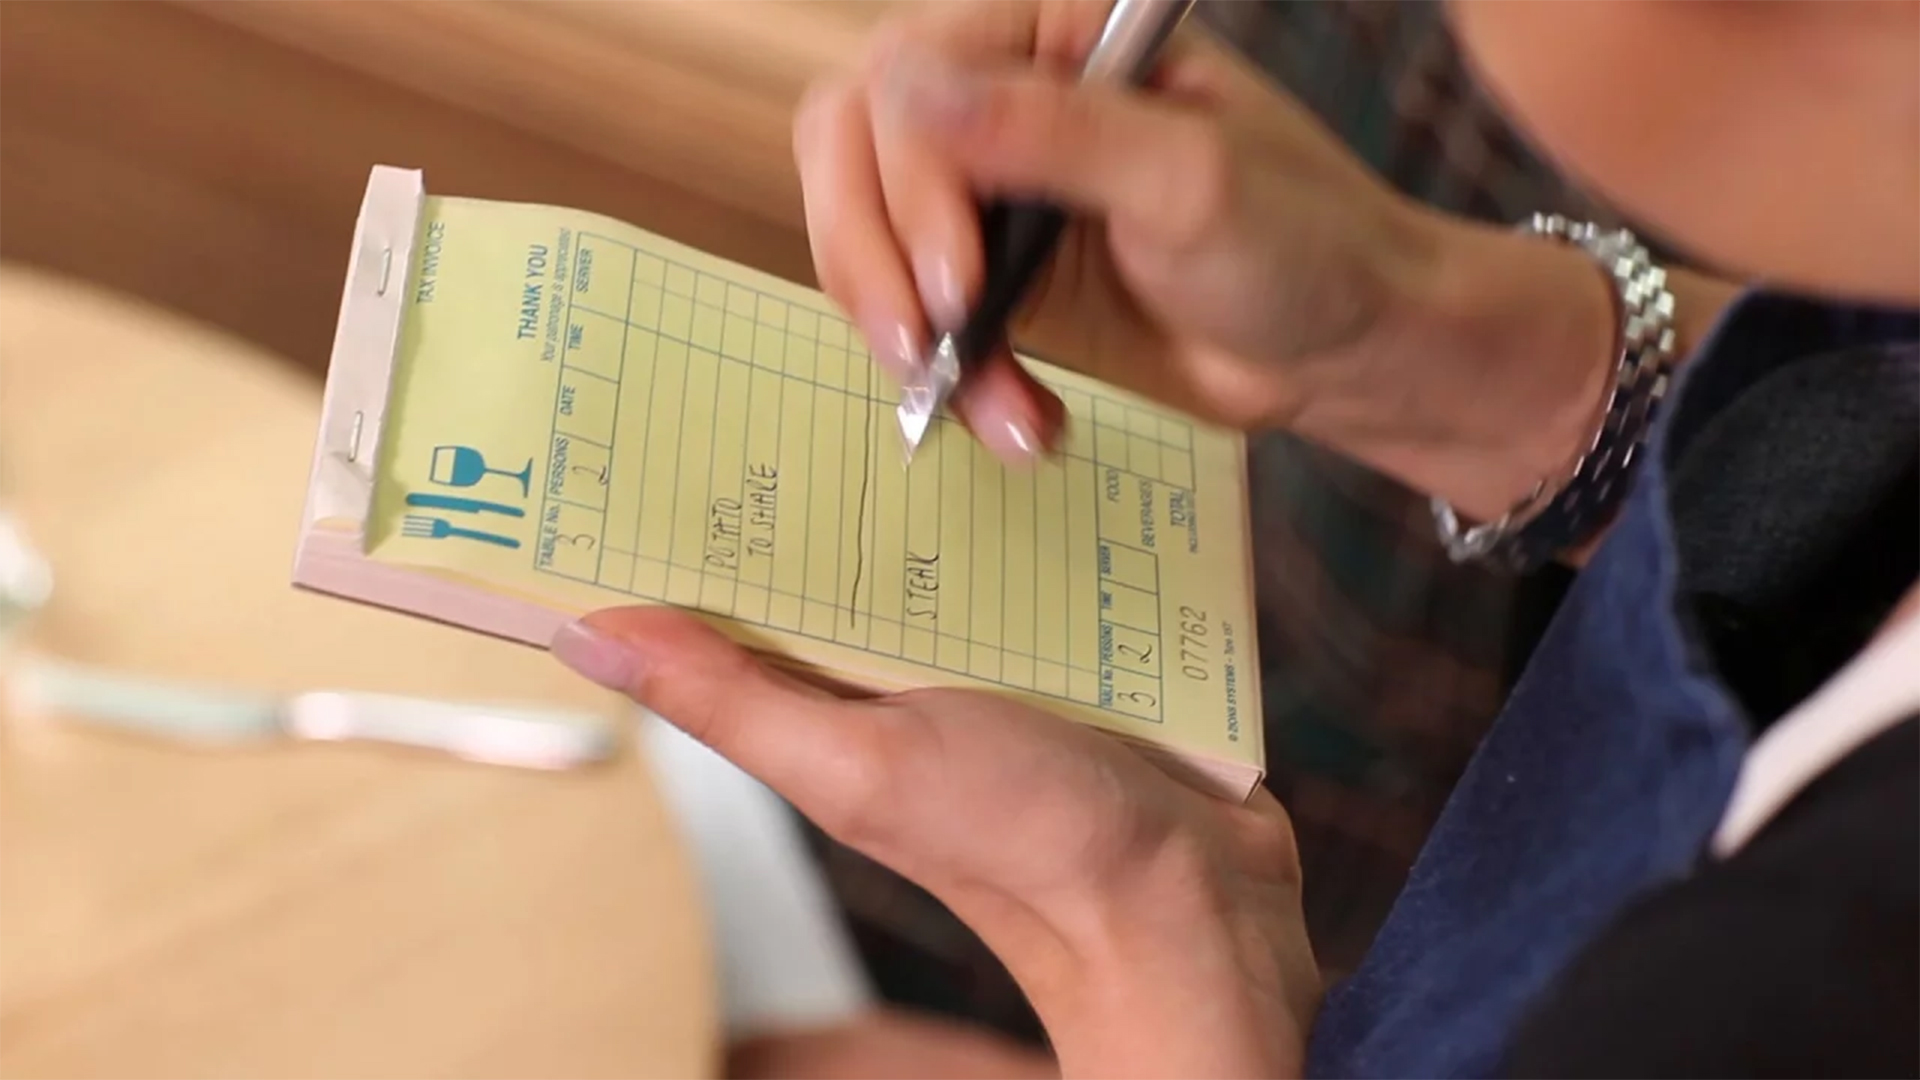 TAX INVOICE
THANK YOU
Your patronage is appreciated
TABLE No. PERSONS DATE TIME SERVER
3 2
POTATO
TO SHARE
STEAK
FOOD
BEVERAGES
TOTAL
TABLE No. PERSONS TIME SERVER
3 2
07762